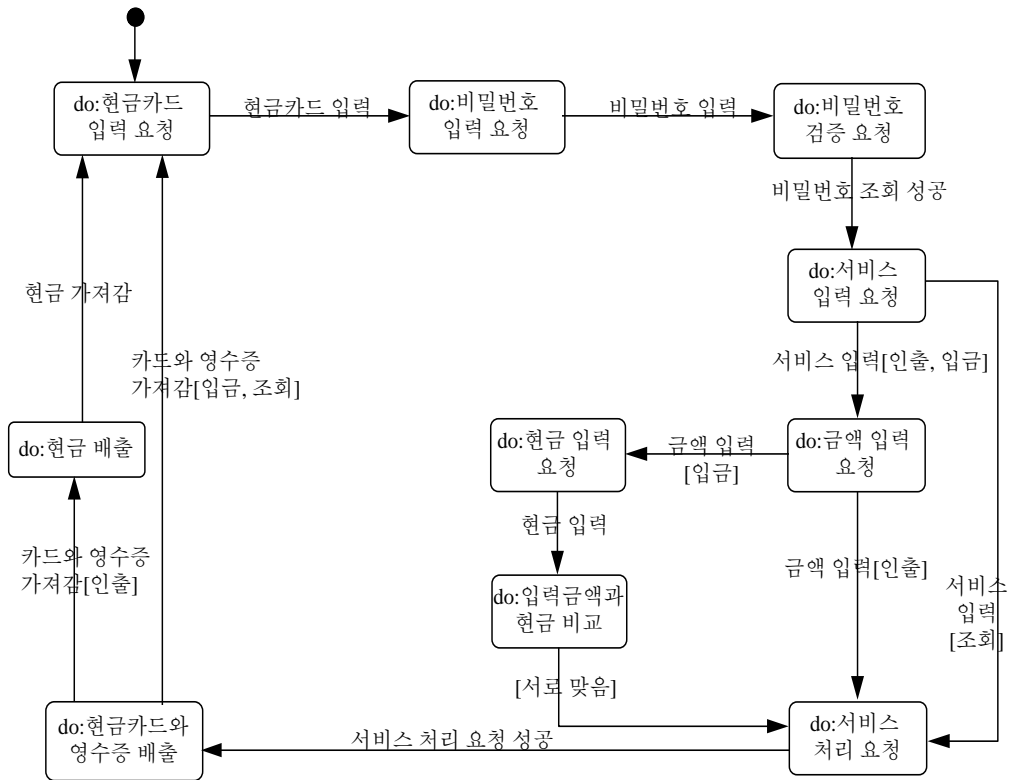 do:현금카드
입력 요청
현금카드 입력
do:비밀번호
입력 요청
비밀번호 입력
do:비밀번호
검증 요청
비밀번호 조회 성공
do:서비스
입력 요청
현금 가져감
카드와 영수증
가져감[입금, 조회]
서비스 입력[인출, 입금]
do:현금 배출
do:현금 입력
요청
금액 입력
[입금]
do:금액 입력
요청
현금 입력
카드와 영수증
가져감[인출]
do:입력금액과
현금 비교
금액 입력[인출]
서비스
입력
[조회]
[서로 맞음]
do:현금카드와
영수증 배출
서비스 처리 요청 성공
do:서비스
처리 요청